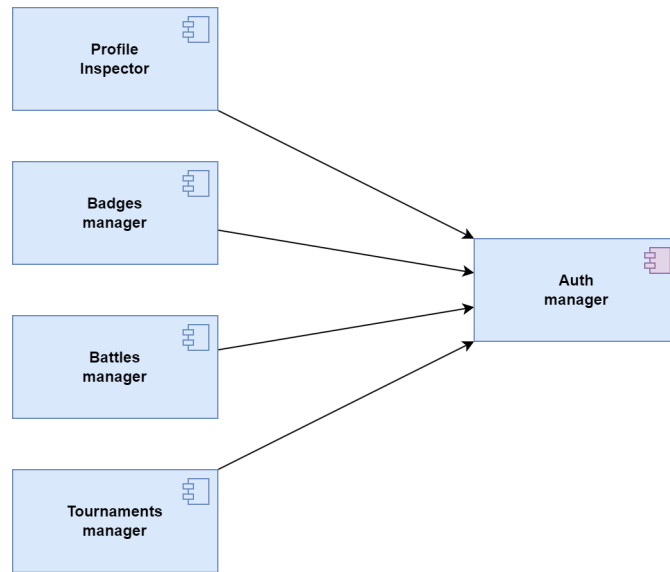 Profile
Inspector
Badges
manager
Auth
manager
Battles
manager
Tournaments
manager